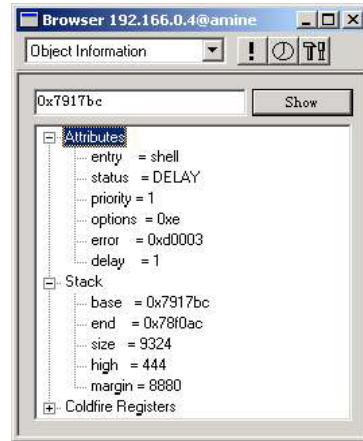 Browser 192.166.0.4@amine
Object Information
0x7917bc
Show
Attributes
entry = shell
status = DELAY
priority = 1
options = 0xe
error = 0xd0003
delay = 1
Stack
base = 0x7917bc
end = 0x78f0ac
size = 9324
high = 444
margin = 8880
Coldfire Registers